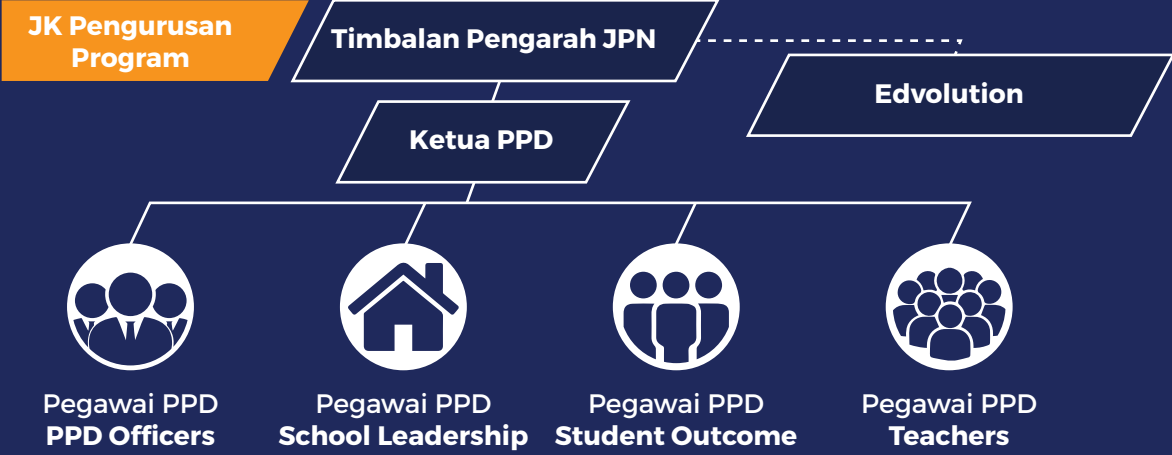 JK Pengurusan
Program
Timbalan Pengarah JPN
Edvolution
Ketua PPD
Pegawai PPD
PPD Officers
Pegawai PPD
School Leadership
Pegawai PPD
Student Outcome
Pegawai PPD
Teachers